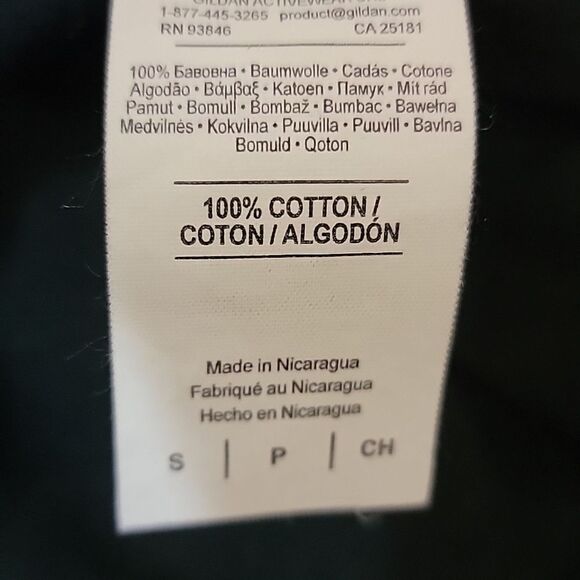 GILDAN ACTIVEWEAR
1-877-445-3265 product@gildan.com
RN 93846 CA 25181
100% Бавовна • Baumwolle • Cadás • Cotone
Algodão • Βάμβαξ • Katoen • Памук • Mít rád
Pamut • Bomull • Bombaž • Bumbac • Bawełna
Medvilnės • Kokvilna • Puuvilla • Puuvill • Bavlna
Bomuld • Qoton
100% COTTON /
COTON / ALGODÓN
Made in Nicaragua
Fabriqué au Nicaragua
Hecho en Nicaragua
S | P | CH